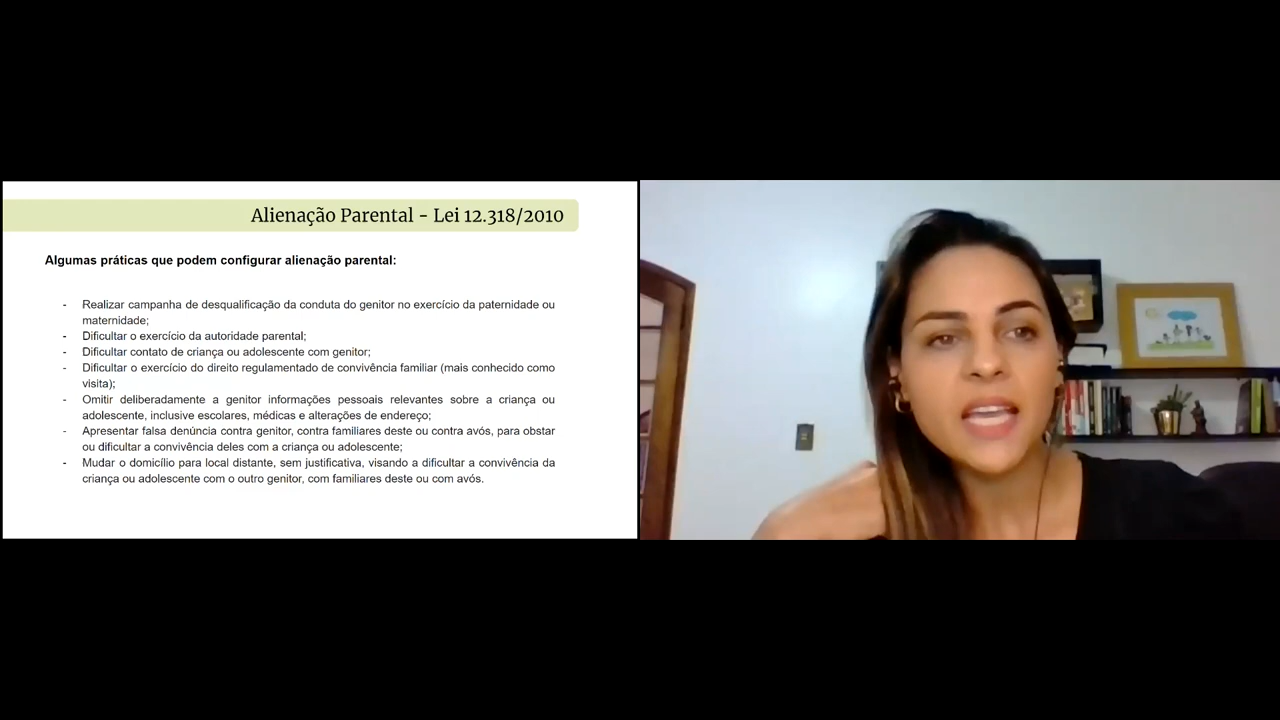 Alienação Parental - Lei 12.318/2010
Algumas práticas que podem configurar alienação parental:
- Realizar campanha de desqualificação da conduta do genitor no exercício da paternidade ou
maternidade;
- Dificultar o exercício da autoridade parental;
- Dificultar contato de criança ou adolescente com genitor;
- Dificultar o exercício do direito regulamentado de convivência familiar (mais conhecido como
visita);
- Omitir deliberadamente a genitor informações pessoais relevantes sobre a criança ou
adolescente, inclusive escolares, médicas e alterações de endereço;
- Apresentar falsa denúncia contra genitor, contra familiares deste ou contra avós, para obstar
ou dificultar a convivência deles com a criança ou adolescente;
- Mudar o domicílio para local distante, sem justificativa, visando a dificultar a convivência da
criança ou adolescente com o outro genitor, com familiares deste ou com avós.